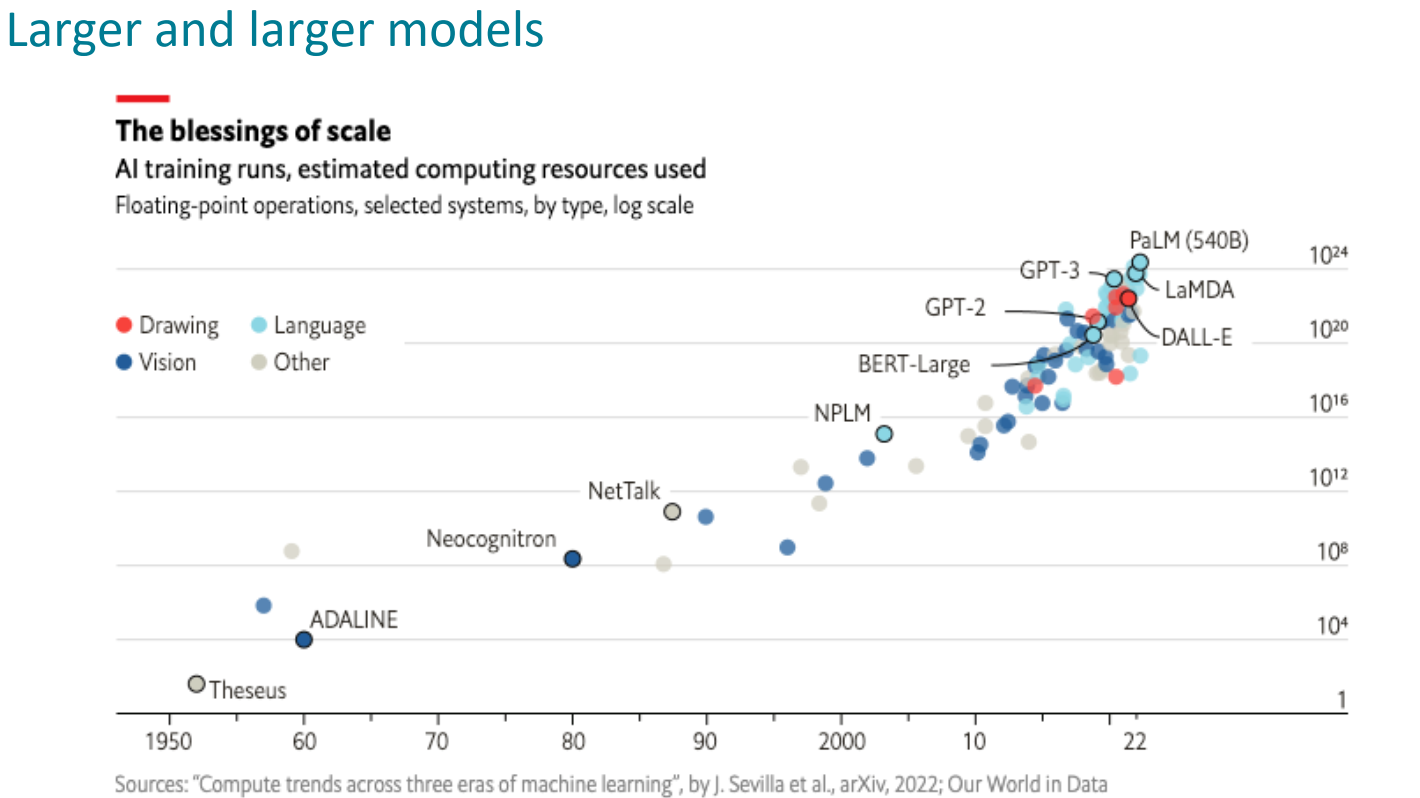 Larger and larger models
The blessings of scale
AI training runs, estimated computing resources used
Floating-point operations, selected systems, by type, log scale
Drawing
Language
Vision
Other
PaLM (540B)
GPT-3
LaMDA
GPT-2
DALL-E
BERT-Large
NPLM
NetTalk
Neocognitron
ADALINE
Theseus
10²⁴
10²⁰
10¹⁶
10¹²
10⁸
10⁴
1
1950 60 70 80 90 2000 10 22
Sources: “Compute trends across three eras of machine learning”, by J. Sevilla et al., arXiv, 2022; Our World in Data